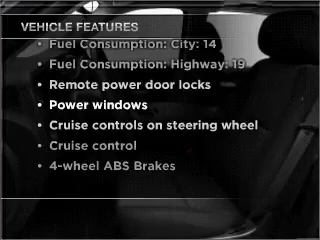 VEHICLE FEATURES
• Fuel Consumption: City: 14
• Fuel Consumption: Highway: 19
• Remote power door locks
• Power windows
• Cruise controls on steering wheel
• Cruise control
• 4-wheel ABS Brakes